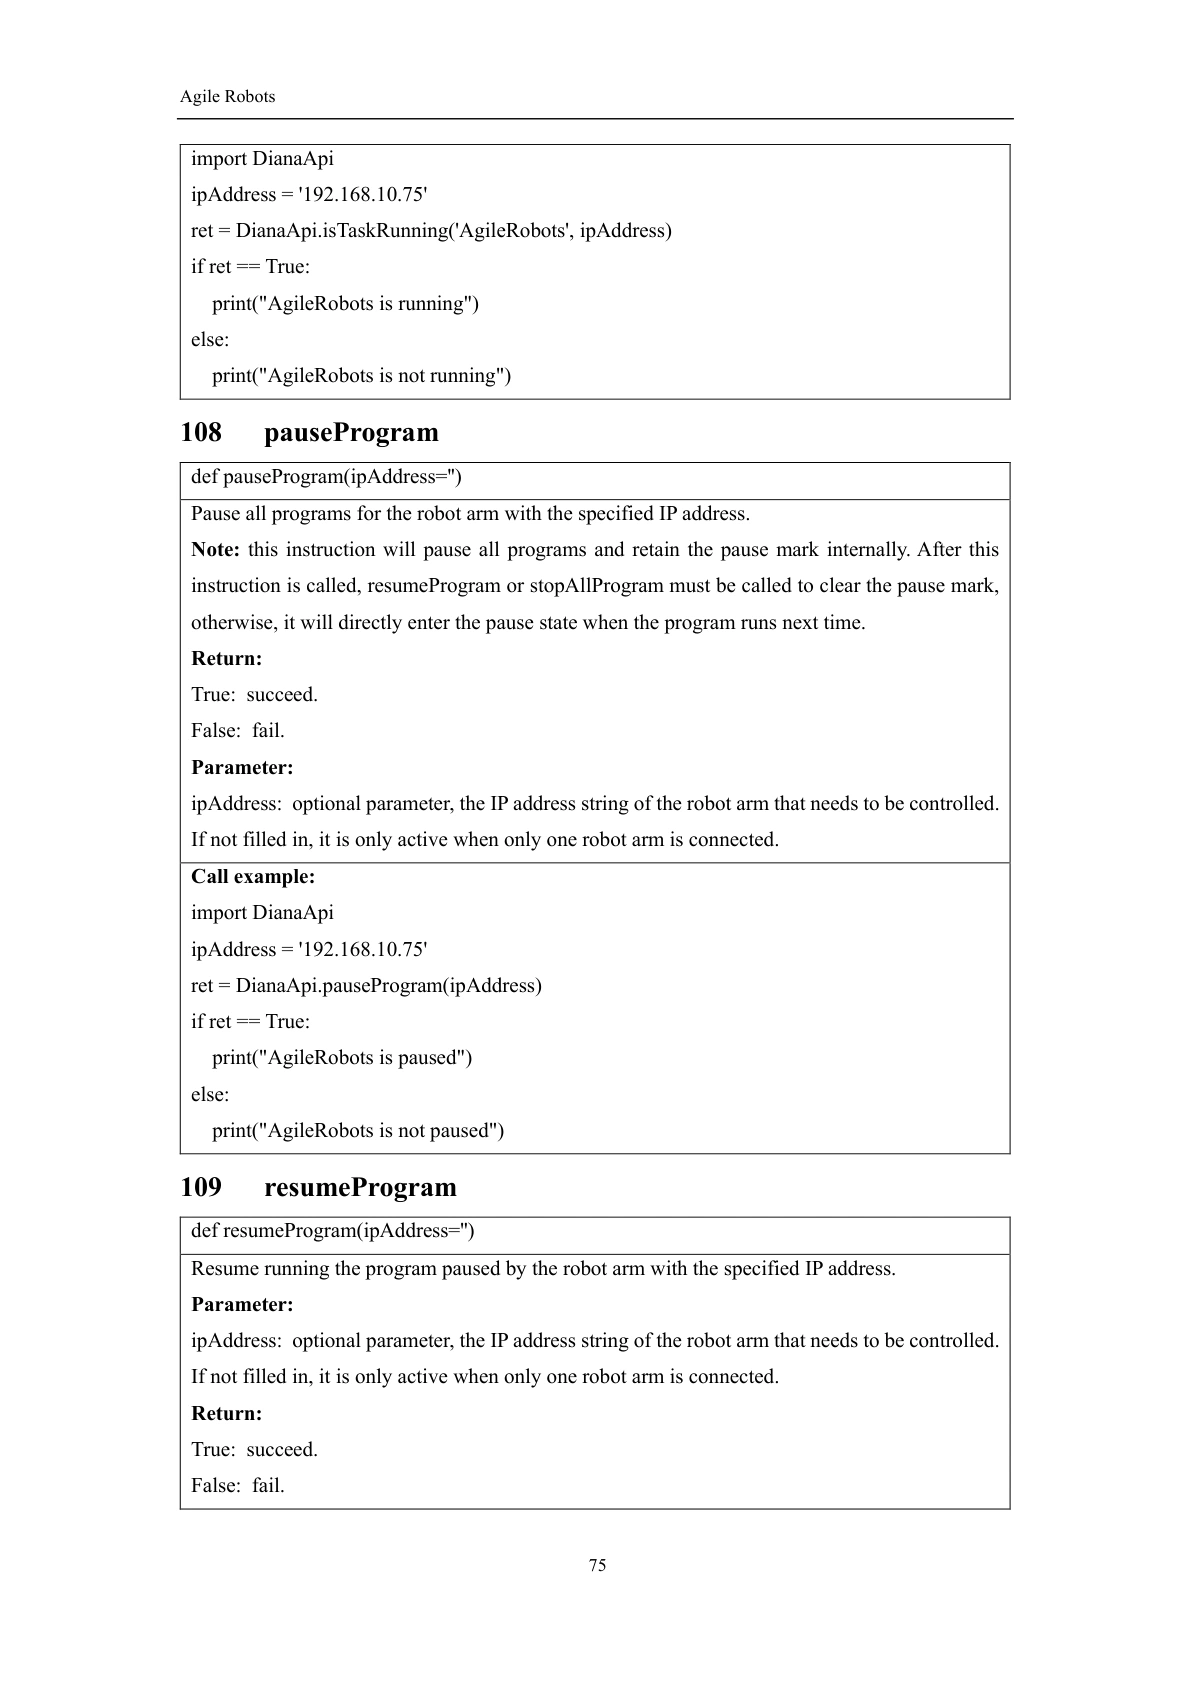 Agile Robots
import DianaApi
ipAddress = '192.168.10.75'
ret = DianaApi.isTaskRunning('AgileRobots', ipAddress)
if ret == True:
    print("AgileRobots is running")
else:
    print("AgileRobots is not running")
108 pauseProgram
def pauseProgram(ipAddress='')
Pause all programs for the robot arm with the specified IP address.
Note: this instruction will pause all programs and retain the pause mark internally. After this
instruction is called, resumeProgram or stopAllProgram must be called to clear the pause mark,
otherwise, it will directly enter the pause state when the program runs next time.
Return:
True: succeed.
False: fail.
Parameter:
ipAddress: optional parameter, the IP address string of the robot arm that needs to be controlled.
If not filled in, it is only active when only one robot arm is connected.
Call example:
import DianaApi
ipAddress = '192.168.10.75'
ret = DianaApi.pauseProgram(ipAddress)
if ret == True:
    print("AgileRobots is paused")
else:
    print("AgileRobots is not paused")
109 resumeProgram
def resumeProgram(ipAddress='')
Resume running the program paused by the robot arm with the specified IP address.
Parameter:
ipAddress: optional parameter, the IP address string of the robot arm that needs to be controlled.
If not filled in, it is only active when only one robot arm is connected.
Return:
True: succeed.
False: fail.
75